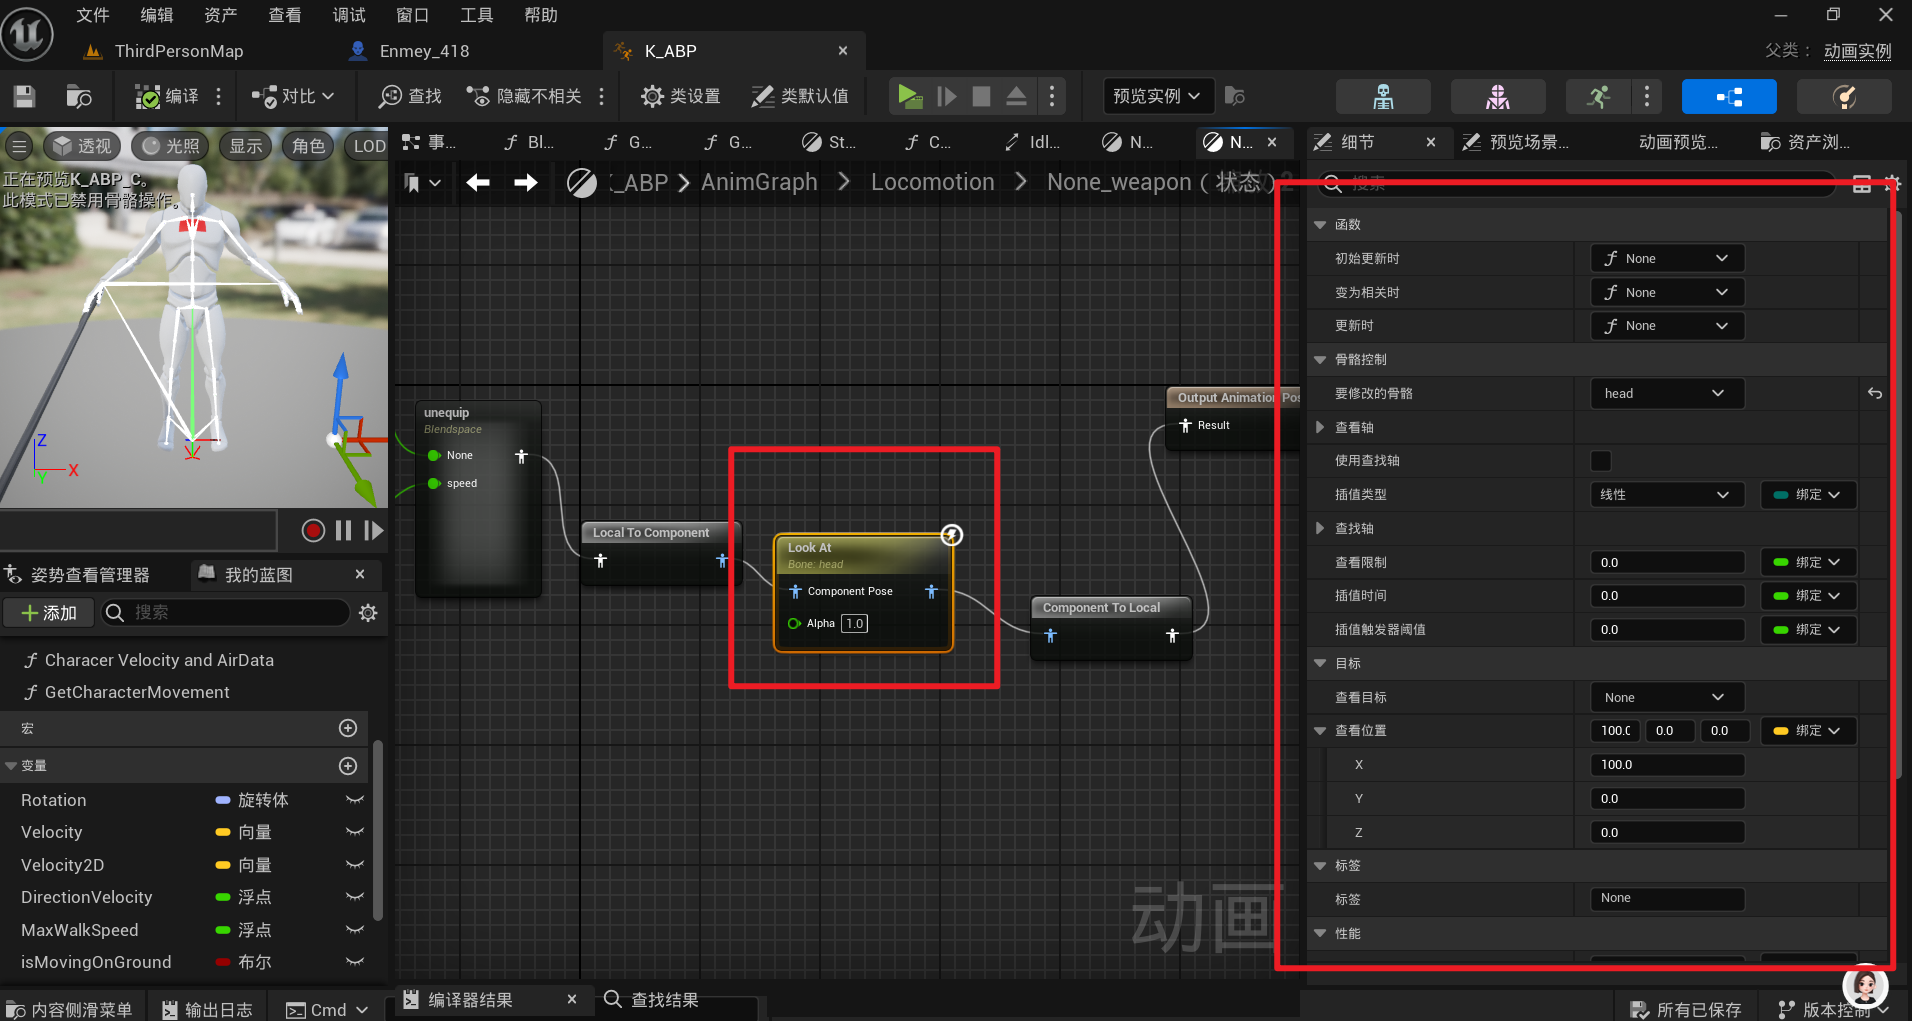 文件 编辑 资产 查看 调试 窗口 工具 帮助
ThirdPersonMap Enmey_418 K_ABP 父类： 动画实例
编译 对比 查找 隐藏不相关 类设置 类默认值 预览实例
透视 光照 显示 角色 LOD
正在预览K_ABP_C。
此模式已禁用骨骼操作。
Z
X
Y
事... Bl... G... G... St... C... Idl... N... N...
_ABP AnimGraph Locomotion None_weapon (状态)
unequip
Blendspace
None
speed
Local To Component
Look At
Bone: head
Component Pose
Alpha 1.0
Component To Local
Output Animation Pos
Result
动画
姿势查看管理器 我的蓝图
添加 搜索
Characer Velocity and AirData
GetCharacterMovement
宏
变量
Rotation 旋转体
Velocity 向量
Velocity2D 向量
DirectionVelocity 浮点
MaxWalkSpeed 浮点
isMovingOnGround 布尔
细节 预览场景... 动画预览... 资产浏...
搜索
函数
初始更新时 None
变为相关时 None
更新时 None
骨骼控制
要修改的骨骼 head
查看轴
使用查找轴
插值类型 线性 绑定
查找轴
查看限制 0.0 绑定
插值时间 0.0 绑定
插值触发器阈值 0.0 绑定
目标
查看目标 None
查看位置 100.0 0.0 0.0 绑定
X 100.0
Y 0.0
Z 0.0
标签
标签 None
性能
内容侧滑菜单 输出日志 Cmd
编译器结果 查找结果
所有已保存 版本控制